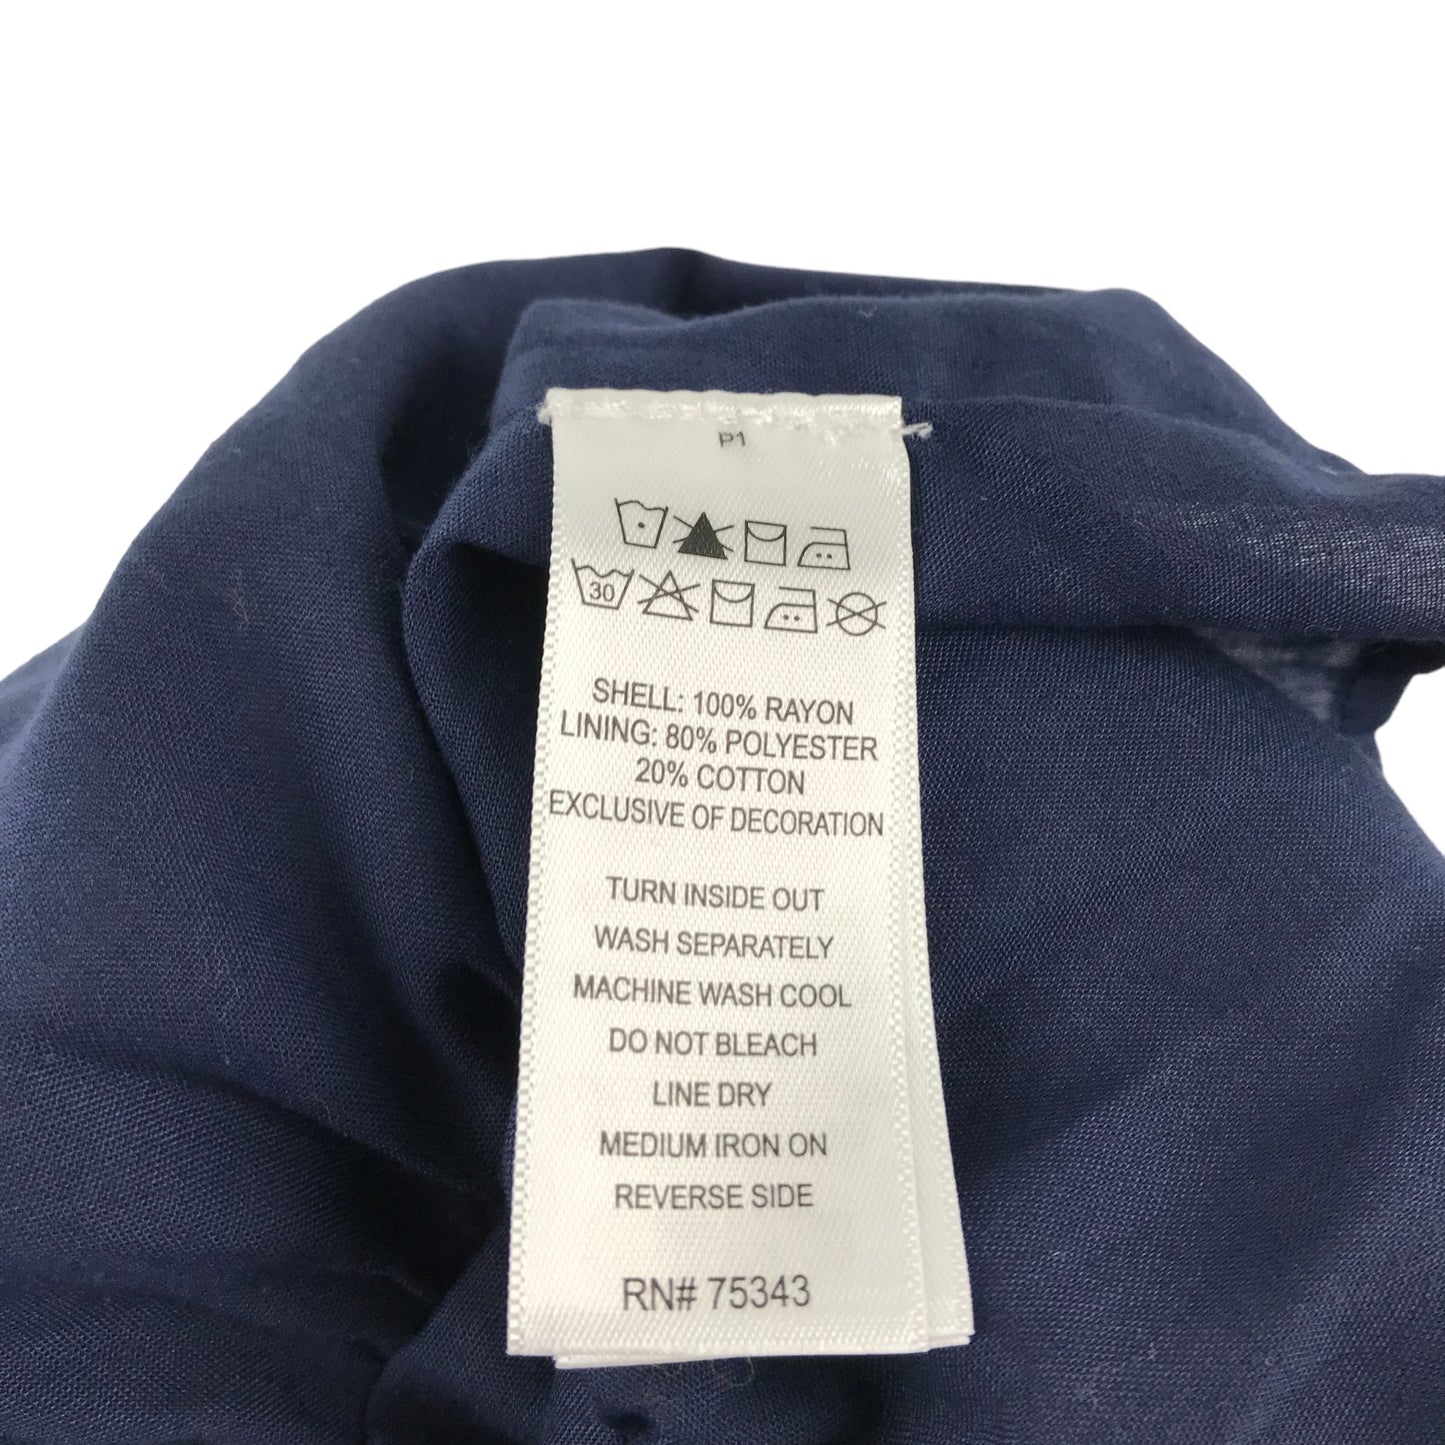 P1
30
SHELL: 100% RAYON
LINING: 80% POLYESTER
20% COTTON
EXCLUSIVE OF DECORATION
TURN INSIDE OUT
WASH SEPARATELY
MACHINE WASH COOL
DO NOT BLEACH
LINE DRY
MEDIUM IRON ON
REVERSE SIDE
RN# 75343